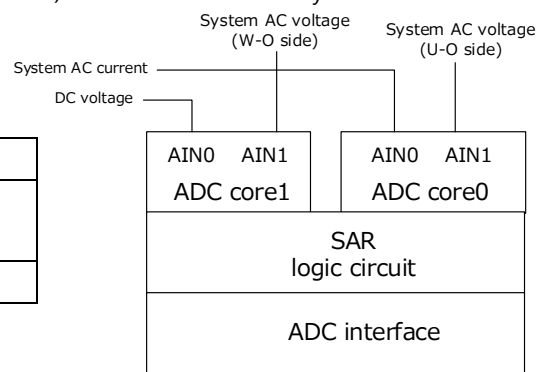 System AC voltage
(W-O side)
System AC voltage
(U-O side)
System AC current
DC voltage
AIN0 AIN1
ADC core1
AIN0 AIN1
ADC core0
SAR
logic circuit
ADC interface